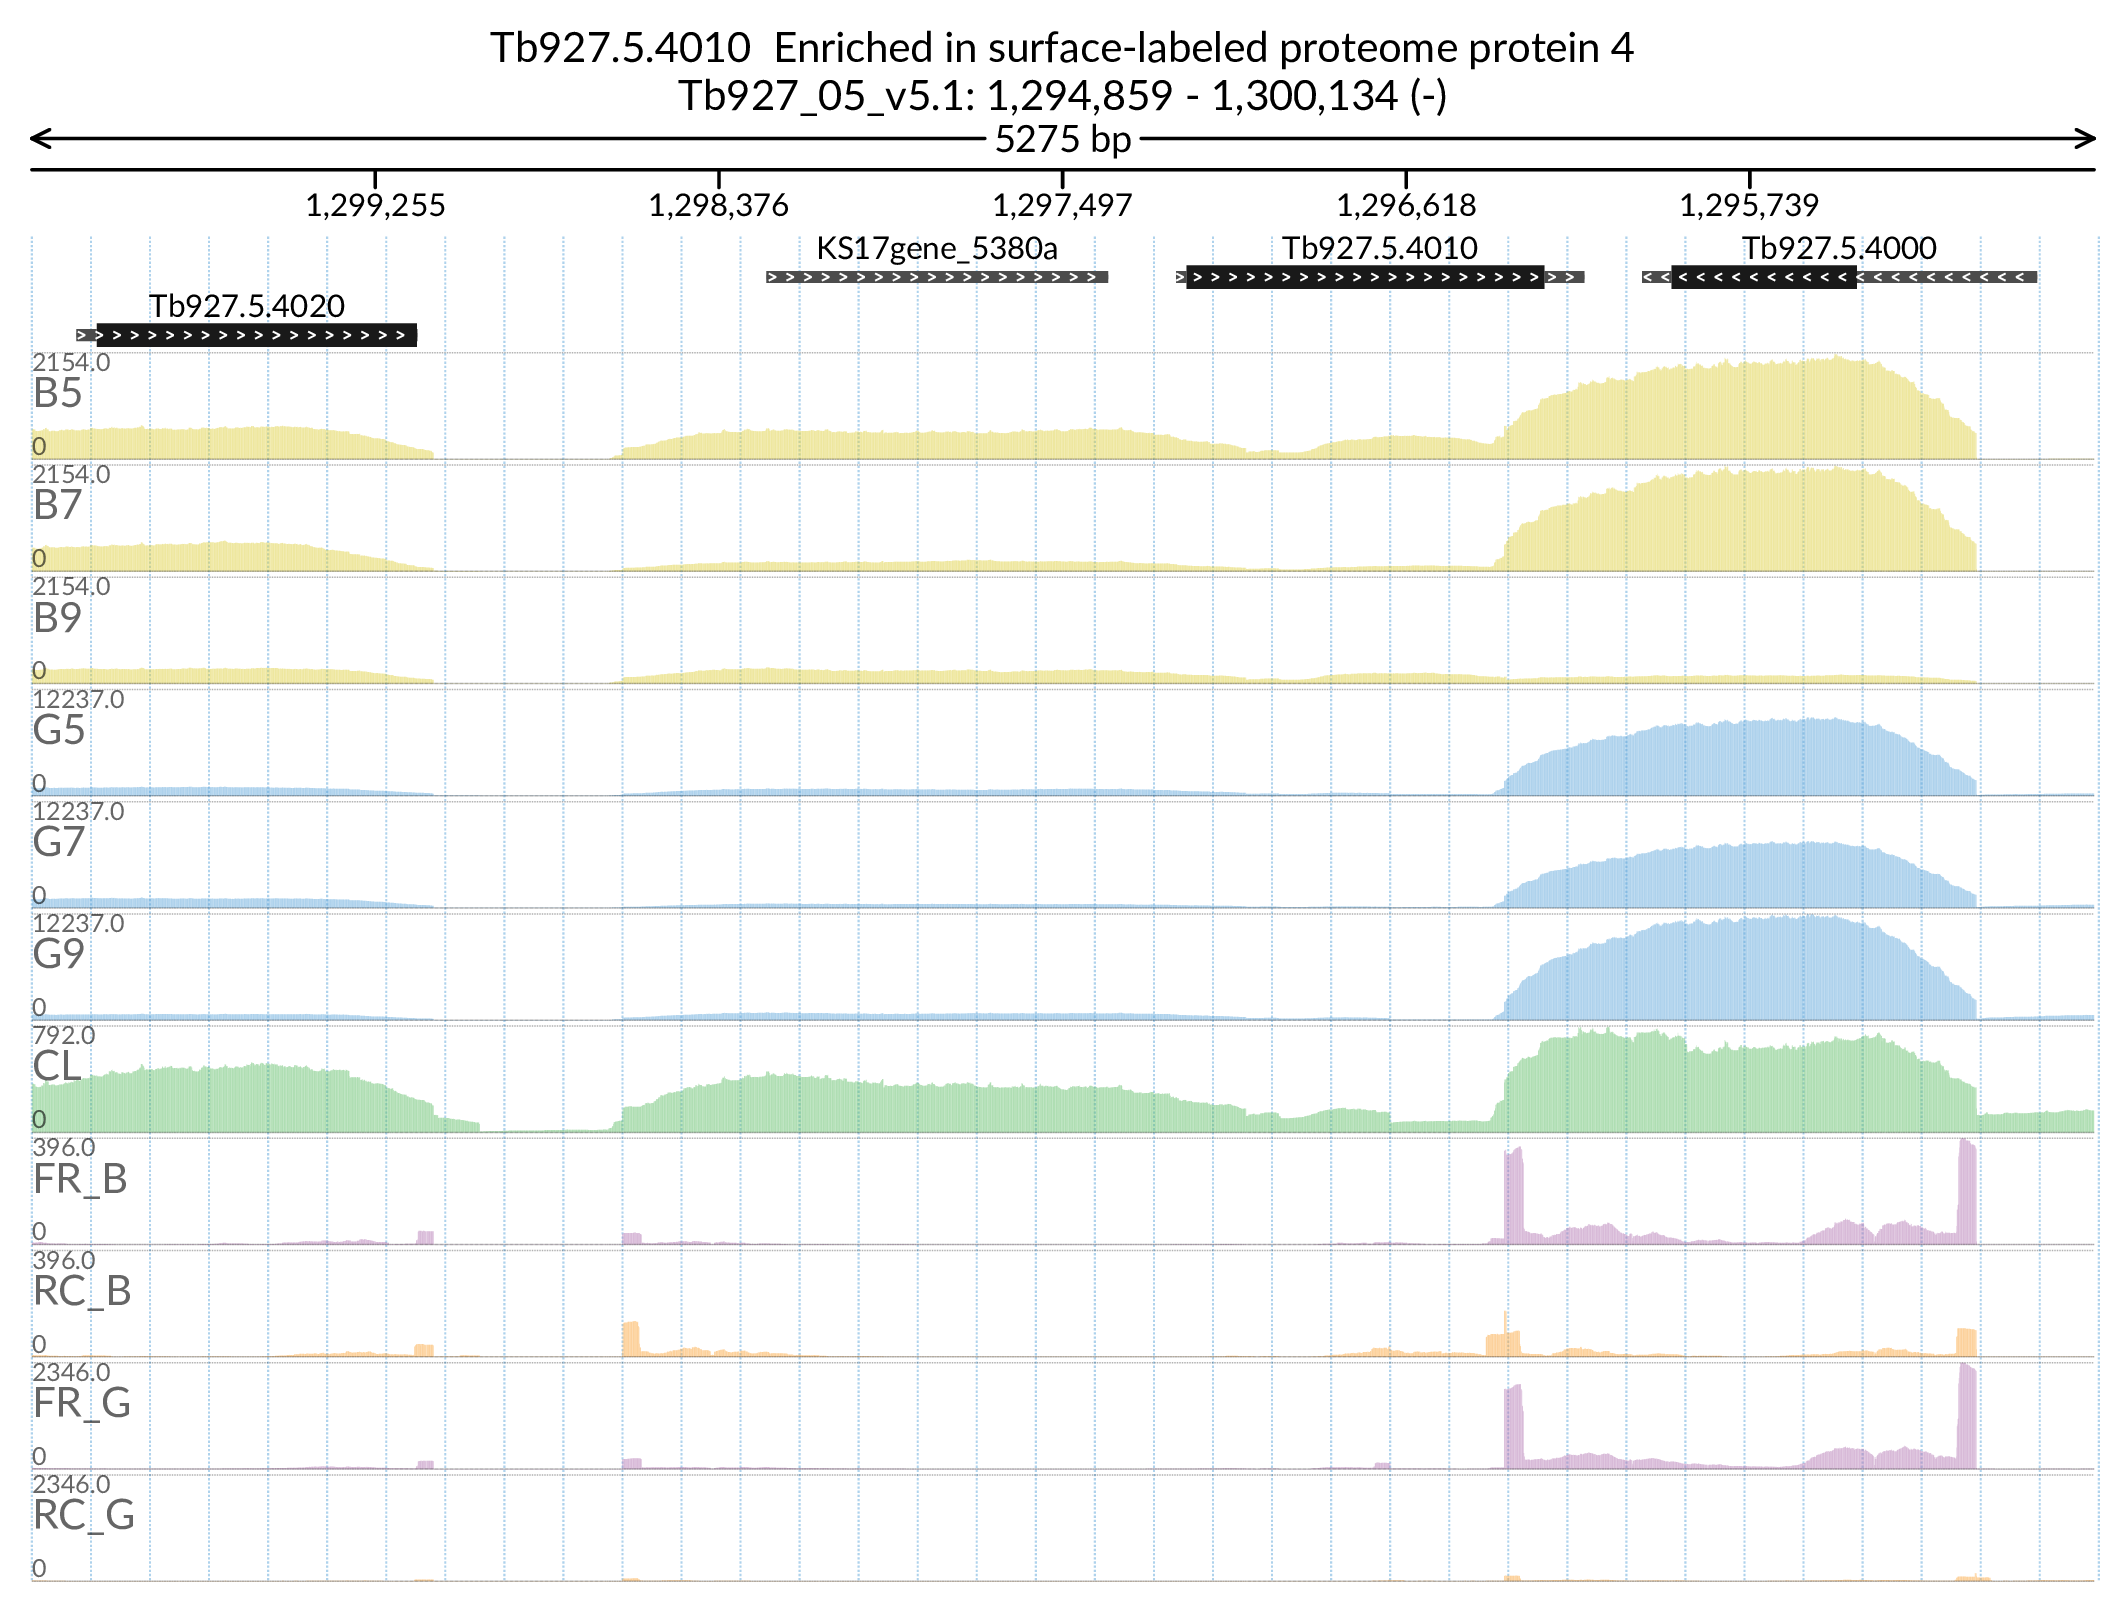 Tb927.5.4010  Enriched in surface-labeled proteome protein 4
Tb927_05_v5.1: 1,294,859 - 1,300,134 (-)
5275 bp
1,299,255 1,298,376 1,297,497 1,296,618 1,295,739
KS17gene_5380a Tb927.5.4010 Tb927.5.4000
Tb927.5.4020
2154.0
B5
0
2154.0
B7
0
2154.0
B9
0
12237.0
G5
0
12237.0
G7
0
12237.0
G9
0
792.0
CL
0
396.0
FR_B
0
396.0
RC_B
0
2346.0
FR_G
0
2346.0
RC_G
0